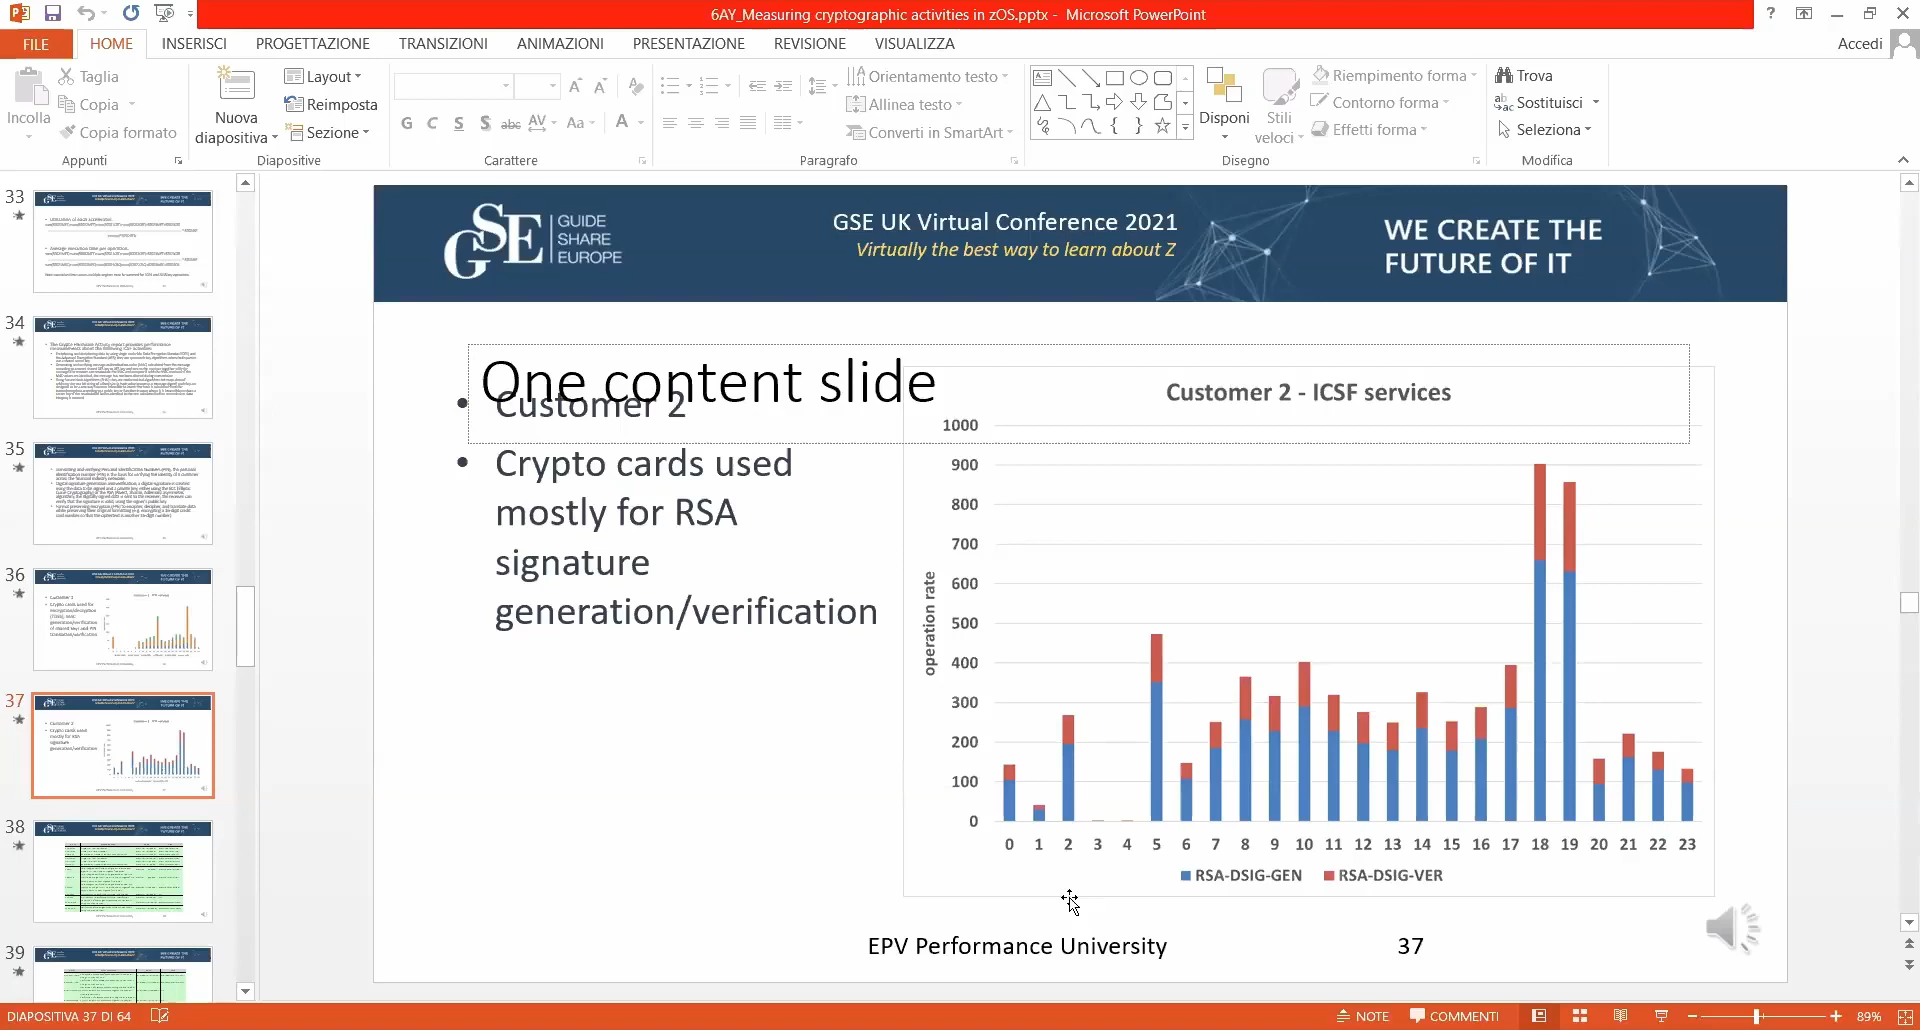 6AY_Measuring cryptographic activities in zOS.pptx - Microsoft PowerPoint
?
FILE
HOME
INSERISCI
PROGETTAZIONE
TRANSIZIONI
ANIMAZIONI
PRESENTAZIONE
REVISIONE
VISUALIZZA
Accedi
Incolla
Taglia
Copia
Copia formato
Appunti
Nuova
diapositiva
Layout
Reimposta
Sezione
Diapositive
G C S S abc AV Aa A
Carattere
Orientamento testo
Allinea testo
Converti in SmartArt
Paragrafo
Disponi
Stili
veloci
Riempimento forma
Contorno forma
Effetti forma
Disegno
Trova
Sostituisci
Seleziona
Modifica
33
34
35
36
37
38
39
GSE
GUIDE
SHARE
EUROPE
GSE UK Virtual Conference 2021
Virtually the best way to learn about Z
WE CREATE THE
FUTURE OF IT
One content slide
• Customer 2
• Crypto cards used
mostly for RSA
signature
generation/verification
Customer 2 - ICSF services
operation rate
1000
900
800
700
600
500
400
300
200
100
0
0 1 2 3 4 5 6 7 8 9 10 11 12 13 14 15 16 17 18 19 20 21 22 23
RSA-DSIG-GEN RSA-DSIG-VER
EPV Performance University
37
DIAPOSITIVA 37 DI 64
NOTE
COMMENTI
89%